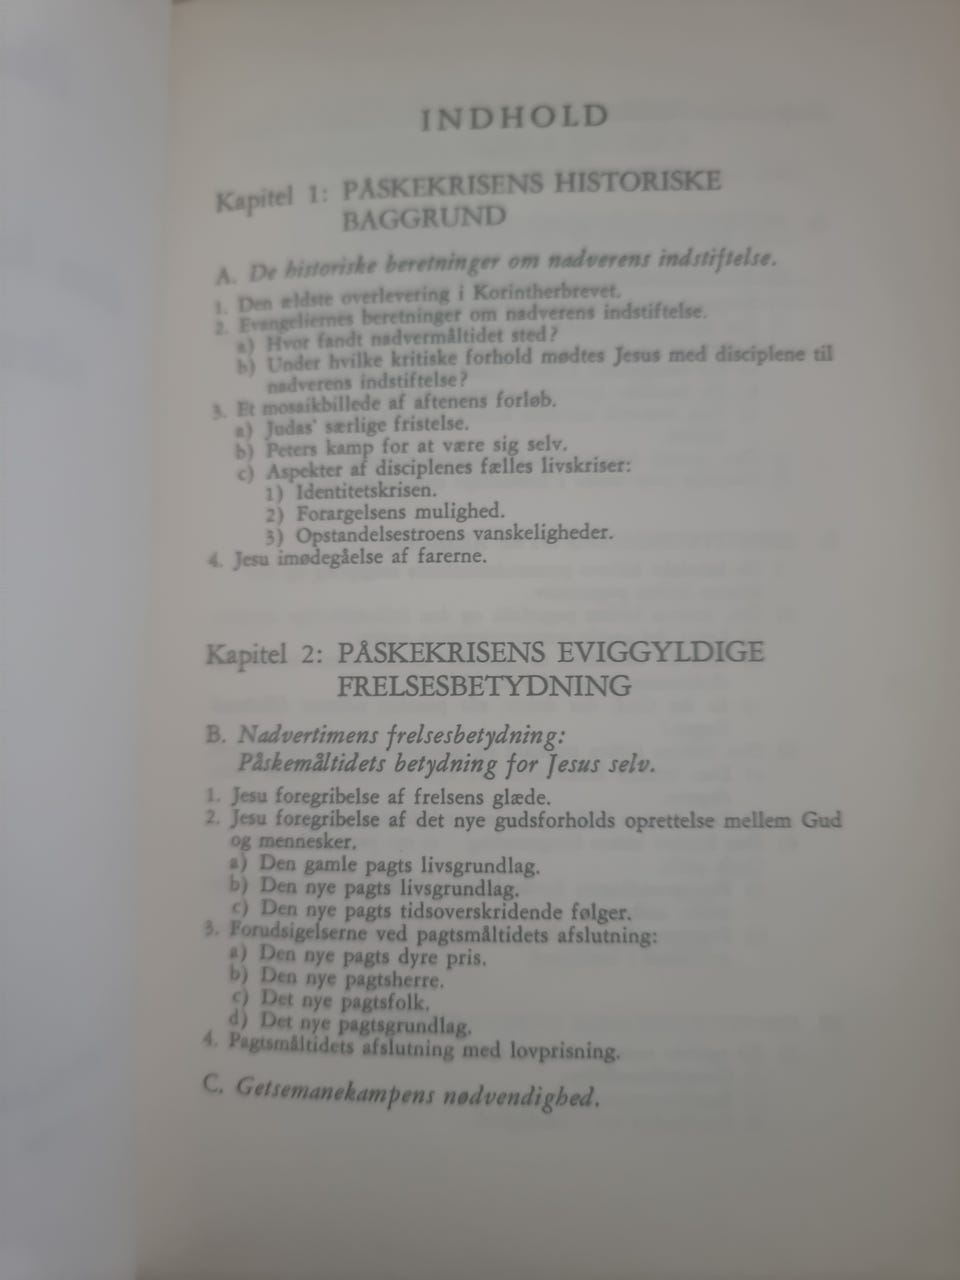 INDHOLD
Kapitel 1: PÅSKEKRISENS HISTORISKE
BAGGRUND
A. De historiske beretninger om nadverens indstiftelse.
1. Den ældste overlevering i Korintherbrevet.
2. Evangeliernes beretninger om nadverens indstiftelse.
a) Hvor fandt nadvermåltidet sted?
b) Under hvilke kritiske forhold mødtes Jesus med disciplene til
nadverens indstiftelse?
3. Et mosaikbillede af aftenens forløb.
a) Judas' særlige fristelse.
b) Peters kamp for at være sig selv.
c) Aspekter af disciplenes fælles livskriser:
1) Identitetskrisen.
2) Forargelsens mulighed.
3) Opstandelsestroens vanskeligheder.
4. Jesu imødegåelse af farerne.
Kapitel 2: PÅSKEKRISENS EVIGGYLDIGE
FRELSESBETYDNING
B. Nadvertimens frelsesbetydning:
Påskemåltidets betydning for Jesus selv.
1. Jesu foregribelse af frelsens glæde.
2. Jesu foregribelse af det nye gudsforholds oprettelse mellem Gud
og mennesker.
a) Den gamle pagts livsgrundlag.
b) Den nye pagts livsgrundlag.
c) Den nye pagts tidsoverskridende følger.
3. Forudsigelserne ved pagtsmåltidets afslutning:
a) Den nye pagts dyre pris.
b) Den nye pagtsherre.
c) Det nye pagtsfolk.
d) Det nye pagtsgrundlag.
4. Pagtsmåltidets afslutning med lovprisning.
C. Getsemanekampens nødvendighed.